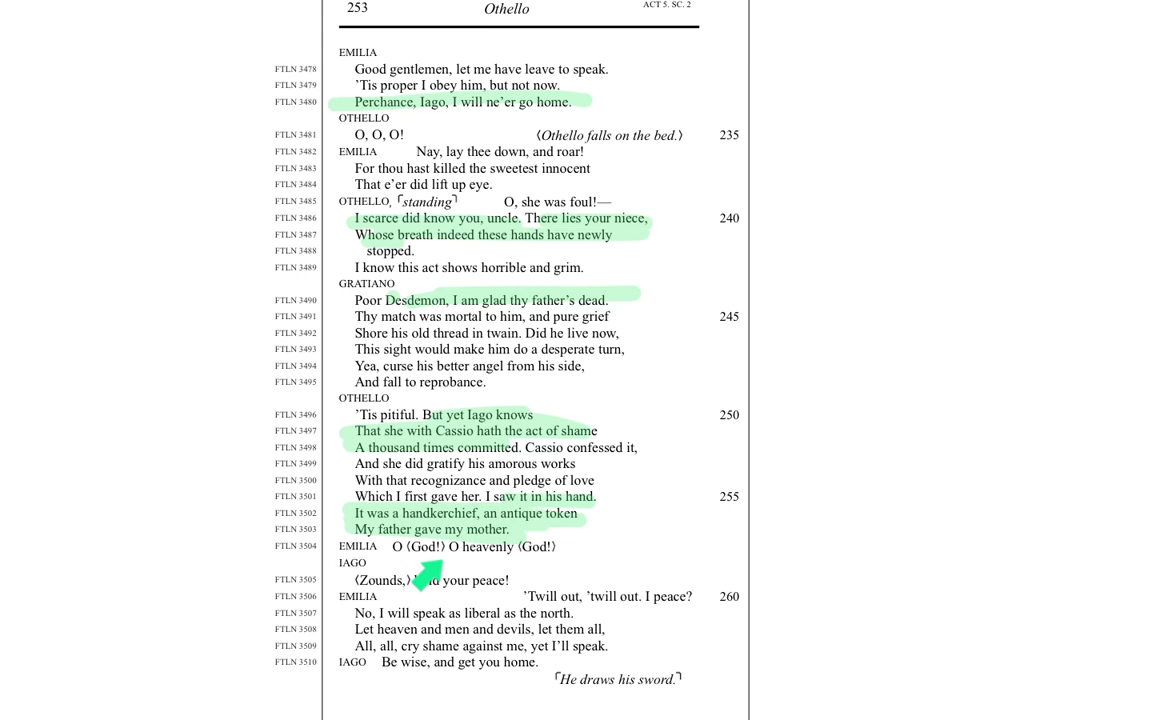 253 Othello ACT 5. SC. 2
EMILIA
FTLN 3478 Good gentlemen, let me have leave to speak.
FTLN 3479 ’Tis proper I obey him, but not now.
FTLN 3480 Perchance, Iago, I will ne’er go home.
OTHELLO
FTLN 3481 O, O, O! ⟨Othello falls on the bed.⟩ 235
FTLN 3482 EMILIA Nay, lay thee down, and roar!
FTLN 3483 For thou hast killed the sweetest innocent
FTLN 3484 That e’er did lift up eye.
FTLN 3485 OTHELLO, ⌜standing⌝ O, she was foul!—
FTLN 3486 I scarce did know you, uncle. There lies your niece, 240
FTLN 3487 Whose breath indeed these hands have newly
FTLN 3488 stopped.
FTLN 3489 I know this act shows horrible and grim.
GRATIANO
FTLN 3490 Poor Desdemon, I am glad thy father’s dead.
FTLN 3491 Thy match was mortal to him, and pure grief 245
FTLN 3492 Shore his old thread in twain. Did he live now,
FTLN 3493 This sight would make him do a desperate turn,
FTLN 3494 Yea, curse his better angel from his side,
FTLN 3495 And fall to reprobance.
OTHELLO
FTLN 3496 ’Tis pitiful. But yet Iago knows 250
FTLN 3497 That she with Cassio hath the act of shame
FTLN 3498 A thousand times committed. Cassio confessed it,
FTLN 3499 And she did gratify his amorous works
FTLN 3500 With that recognizance and pledge of love
FTLN 3501 Which I first gave her. I saw it in his hand. 255
FTLN 3502 It was a handkerchief, an antique token
FTLN 3503 My father gave my mother.
FTLN 3504 EMILIA O ⟨God!⟩ O heavenly ⟨God!⟩
IAGO
FTLN 3505 ⟨Zounds,⟩ your peace!
FTLN 3506 EMILIA ’Twill out, ’twill out. I peace? 260
FTLN 3507 No, I will speak as liberal as the north.
FTLN 3508 Let heaven and men and devils, let them all,
FTLN 3509 All, all, cry shame against me, yet I’ll speak.
FTLN 3510 IAGO Be wise, and get you home.
⌜He draws his sword.⌝